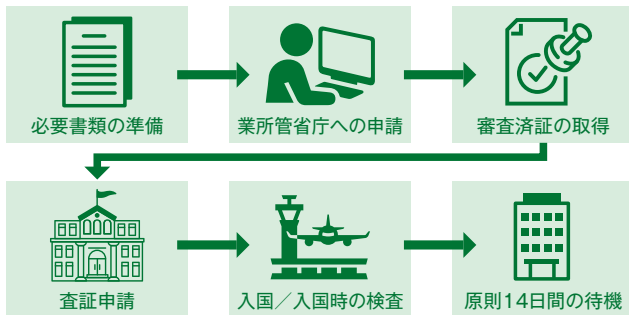 必要書類の準備
業所管省庁への申請
審査済証の取得
査証申請
入国／入国時の検査
原則14日間の待機